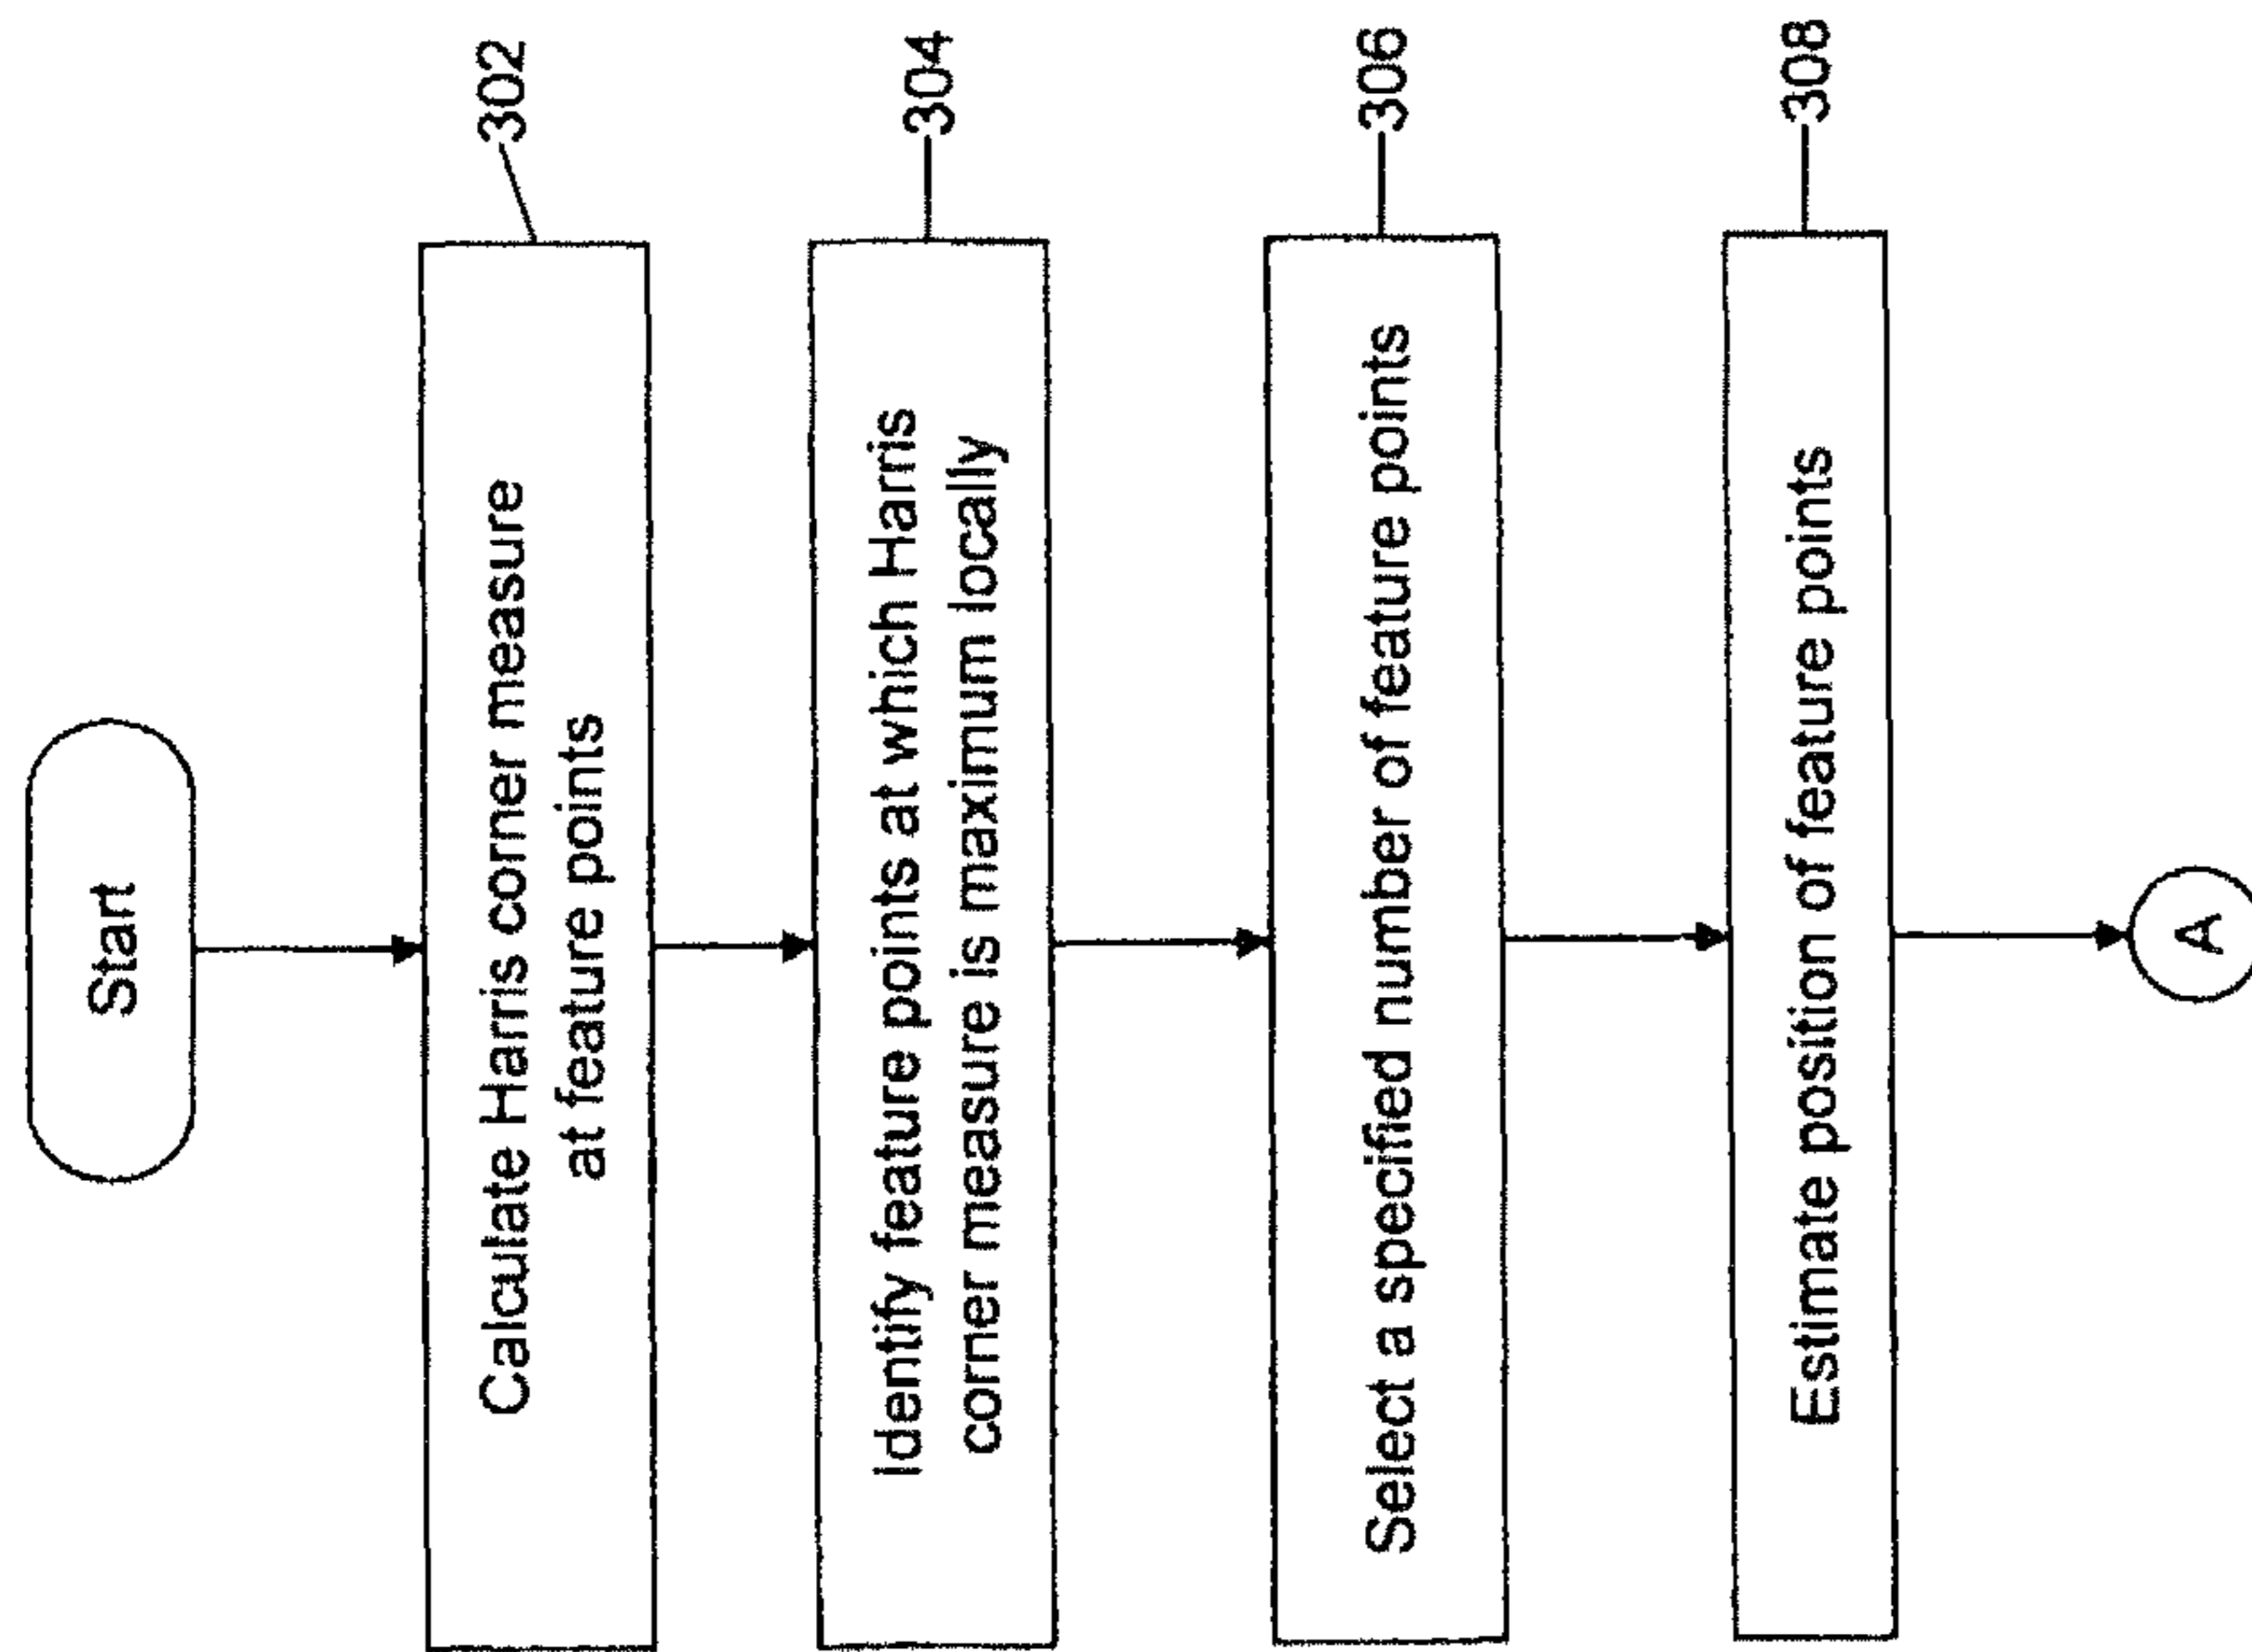 Start
Calculate Harris corner measure
at feature points
302
Identify feature points at which Harris
corner measure is maximum locally
304
Select a specified number of feature points
306
Estimate position of feature points
308
A